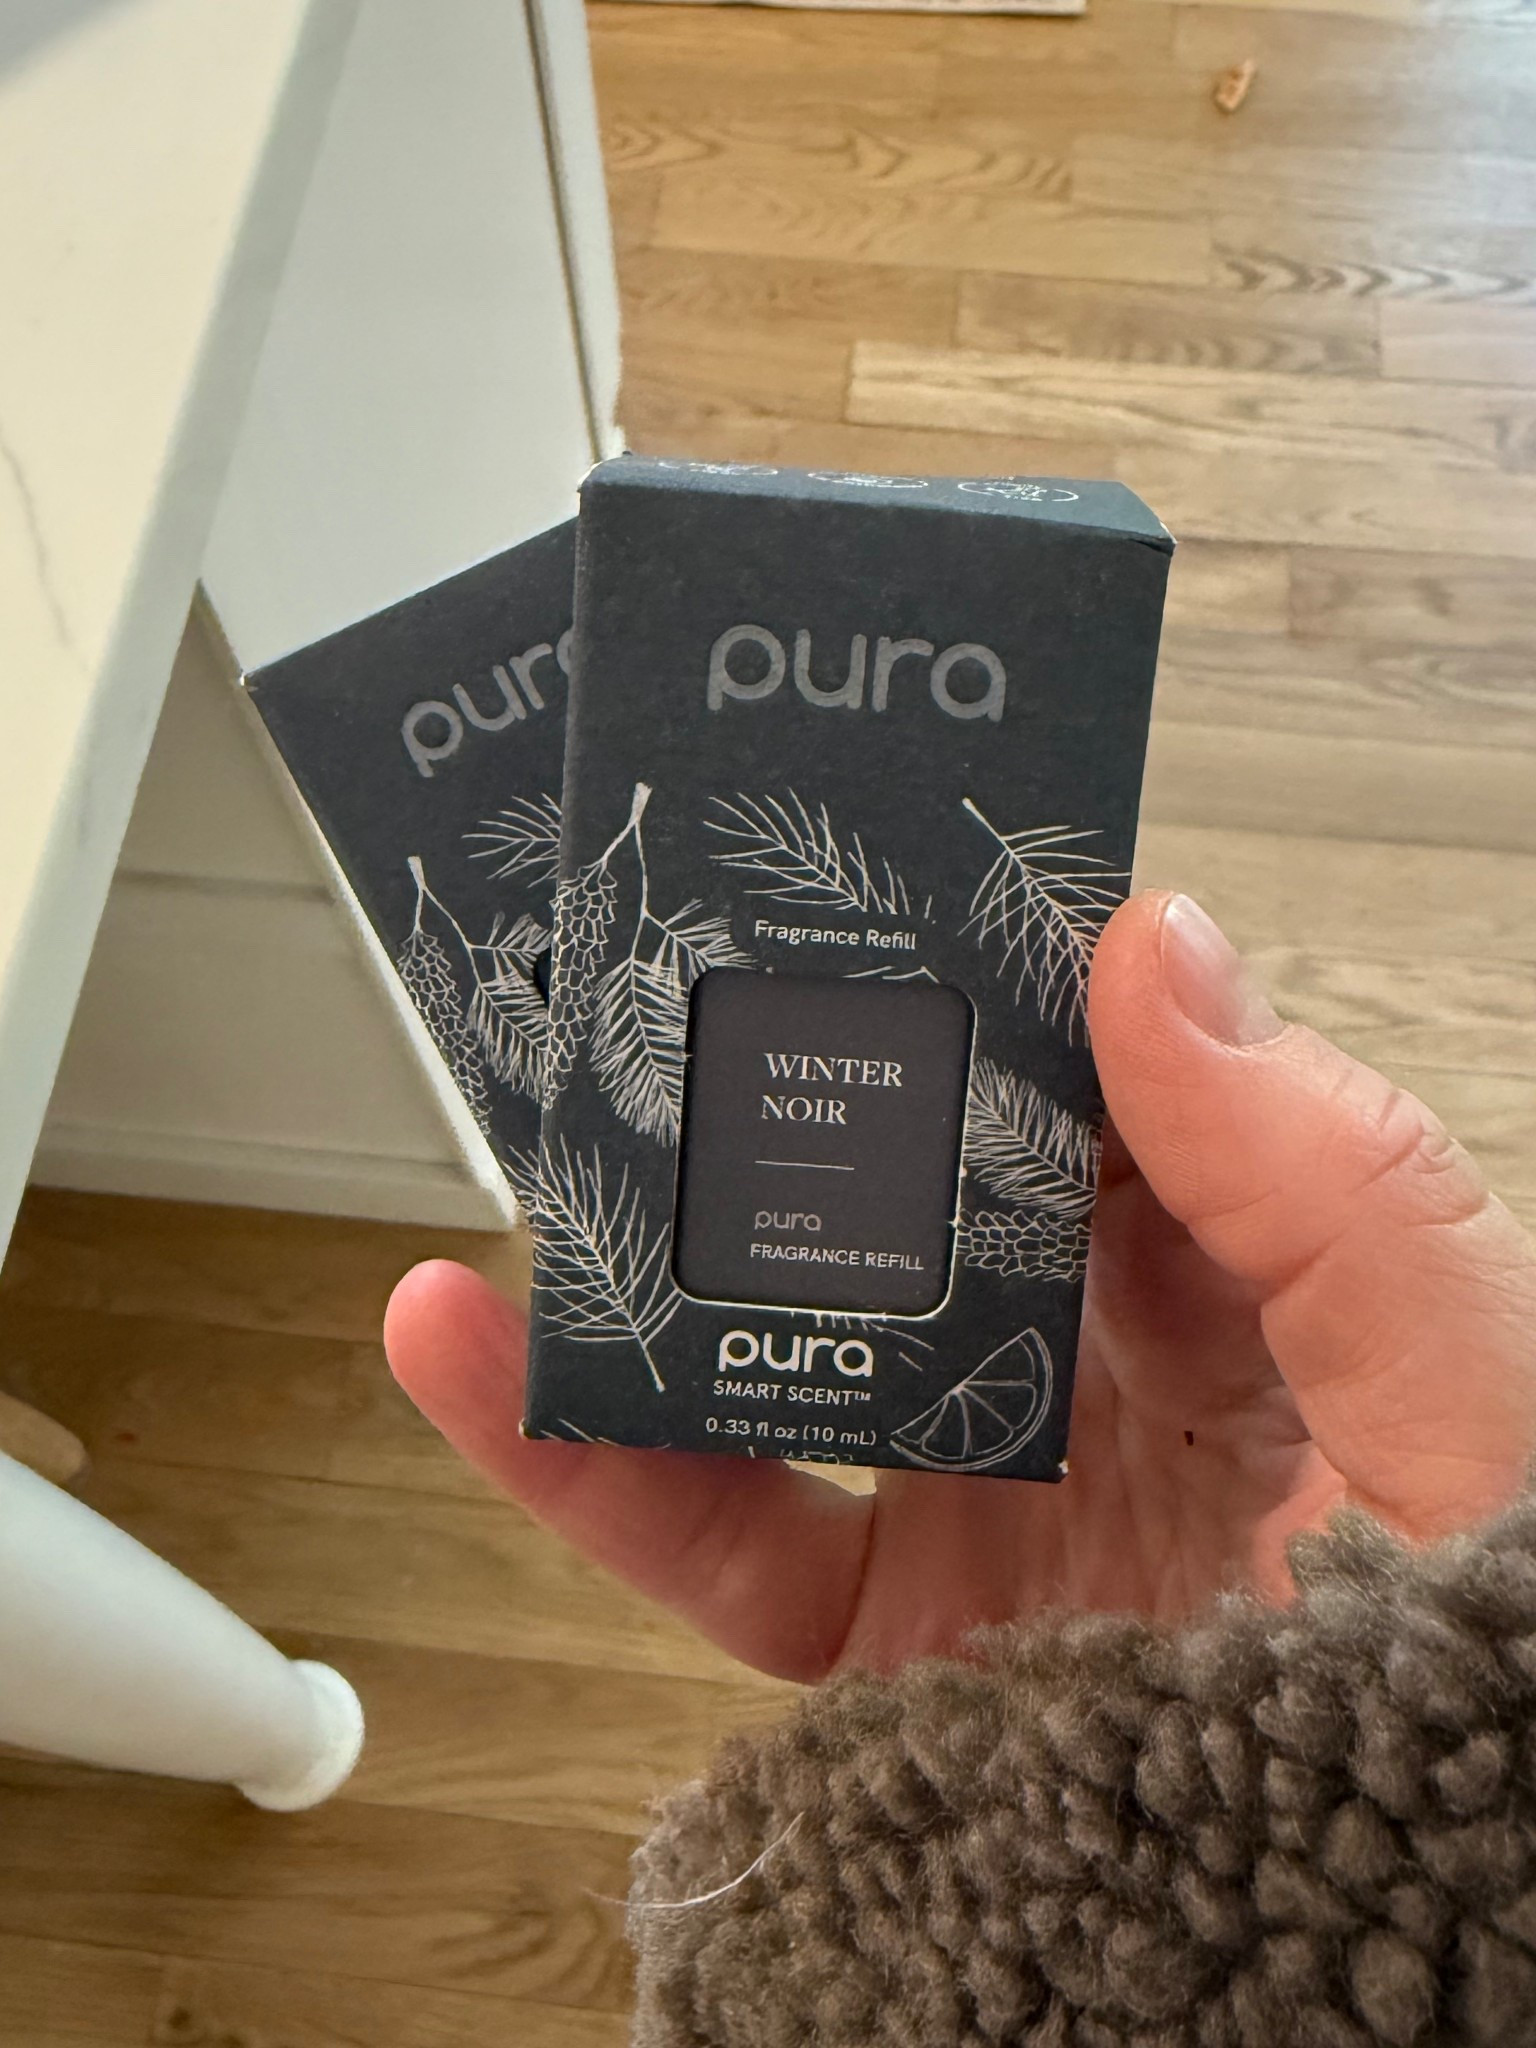 pura
pura
Fragrance Refill
WINTER
NOIR
pura
FRAGRANCE REFILL
pura
SMART SCENT™
0.33 fl oz (10 mL)